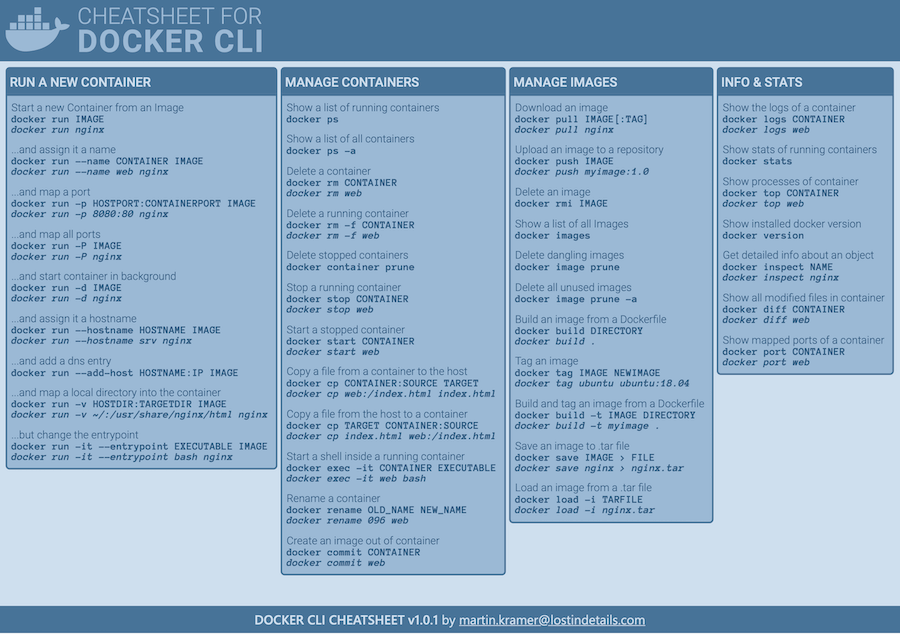 CHEATSHEET FOR
DOCKER CLI
RUN A NEW CONTAINER
Start a new Container from an Image
docker run IMAGE
docker run nginx
...and assign it a name
docker run --name CONTAINER IMAGE
docker run --name web nginx
...and map a port
docker run -p HOSTPORT:CONTAINERPORT IMAGE
docker run -p 8080:80 nginx
...and map all ports
docker run -P IMAGE
docker run -P nginx
...and start container in background
docker run -d IMAGE
docker run -d nginx
...and assign it a hostname
docker run --hostname HOSTNAME IMAGE
docker run --hostname srv nginx
...and add a dns entry
docker run --add-host HOSTNAME:IP IMAGE
...and map a local directory into the container
docker run -v HOSTDIR:TARGETDIR IMAGE
docker run -v ~/:/usr/share/nginx/html nginx
...but change the entrypoint
docker run -it --entrypoint EXECUTABLE IMAGE
docker run -it --entrypoint bash nginx
MANAGE CONTAINERS
Show a list of running containers
docker ps
Show a list of all containers
docker ps -a
Delete a container
docker rm CONTAINER
docker rm web
Delete a running container
docker rm -f CONTAINER
docker rm -f web
Delete stopped containers
docker container prune
Stop a running container
docker stop CONTAINER
docker stop web
Start a stopped container
docker start CONTAINER
docker start web
Copy a file from a container to the host
docker cp CONTAINER:SOURCE TARGET
docker cp web:/index.html index.html
Copy a file from the host to a container
docker cp TARGET CONTAINER:SOURCE
docker cp index.html web:/index.html
Start a shell inside a running container
docker exec -it CONTAINER EXECUTABLE
docker exec -it web bash
Rename a container
docker rename OLD_NAME NEW_NAME
docker rename 096 web
Create an image out of container
docker commit CONTAINER
docker commit web
MANAGE IMAGES
Download an image
docker pull IMAGE[:TAG]
docker pull nginx
Upload an image to a repository
docker push IMAGE
docker push myimage:1.0
Delete an image
docker rmi IMAGE
Show a list of all Images
docker images
Delete dangling images
docker image prune
Delete all unused images
docker image prune -a
Build an image from a Dockerfile
docker build DIRECTORY
docker build .
Tag an image
docker tag IMAGE NEWIMAGE
docker tag ubuntu ubuntu:18.04
Build and tag an image from a Dockerfile
docker build -t IMAGE DIRECTORY
docker build -t myimage .
Save an image to .tar file
docker save IMAGE > FILE
docker save nginx > nginx.tar
Load an image from a .tar file
docker load -i TARFILE
docker load -i nginx.tar
INFO & STATS
Show the logs of a container
docker logs CONTAINER
docker logs web
Show stats of running containers
docker stats
Show processes of container
docker top CONTAINER
docker top web
Show installed docker version
docker version
Get detailed info about an object
docker inspect NAME
docker inspect nginx
Show all modified files in container
docker diff CONTAINER
docker diff web
Show mapped ports of a container
docker port CONTAINER
docker port web
DOCKER CLI CHEATSHEET v1.0.1 by martin.kramer@lostindetails.com